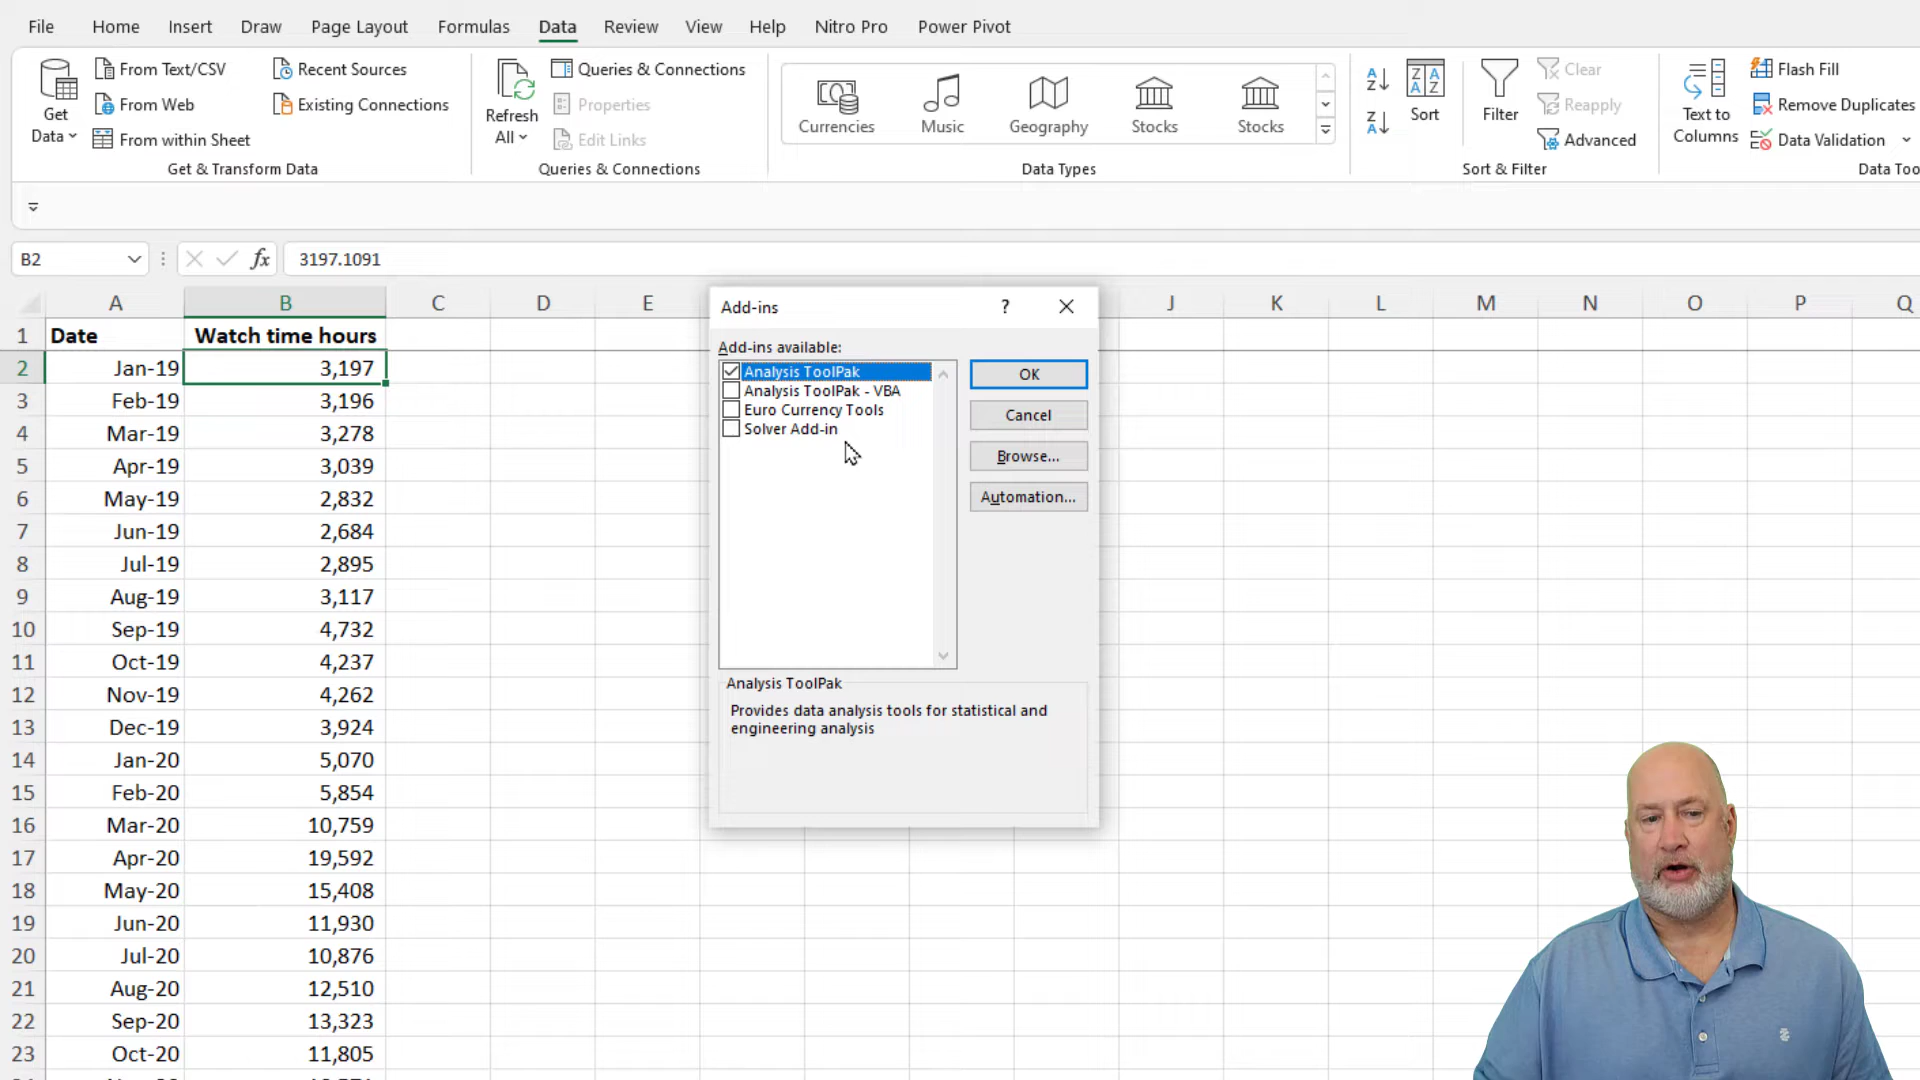 File Home Insert Draw Page Layout Formulas Data Review View Help Nitro Pro Power Pivot
Get Data
From Text/CSV
From Web
From within Sheet
Recent Sources
Existing Connections
Get & Transform Data
Refresh All
Queries & Connections
Properties
Edit Links
Queries & Connections
Currencies Music Geography Stocks Stocks
Data Types
Sort
Filter
Clear
Reapply
Advanced
Sort & Filter
Text to Columns
Flash Fill
Remove Duplicates
Data Validation
Data Too
B2 fx 3197.1091
A B C D E J K L M N O P Q
1 Date Watch time hours
2 Jan-19 3,197
3 Feb-19 3,196
4 Mar-19 3,278
5 Apr-19 3,039
6 May-19 2,832
7 Jun-19 2,684
8 Jul-19 2,895
9 Aug-19 3,117
10 Sep-19 4,732
11 Oct-19 4,237
12 Nov-19 4,262
13 Dec-19 3,924
14 Jan-20 5,070
15 Feb-20 5,854
16 Mar-20 10,759
17 Apr-20 19,592
18 May-20 15,408
19 Jun-20 11,930
20 Jul-20 10,876
21 Aug-20 12,510
22 Sep-20 13,323
23 Oct-20 11,805
Add-ins ?
Add-ins available:
Analysis ToolPak
Analysis ToolPak - VBA
Euro Currency Tools
Solver Add-in
OK
Cancel
Browse...
Automation...
Analysis ToolPak
Provides data analysis tools for statistical and
engineering analysis